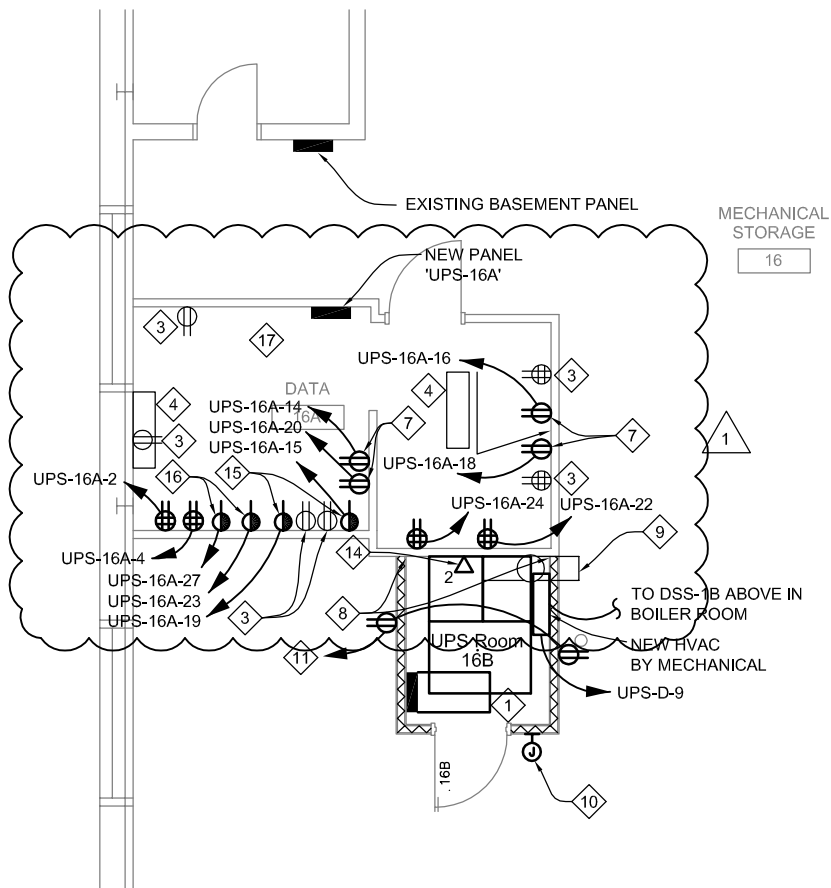 EXISTING BASEMENT PANEL
MECHANICAL
STORAGE
16
NEW PANEL
'UPS-16A'
3
17
UPS-16A-16
3
4
DATA
16A
4
UPS-16A-14
7
7
1
UPS-16A-20
3
UPS-16A-15
UPS-16A-18
3
UPS-16A-2
16
15
UPS-16A-24
UPS-16A-22
9
UPS-16A-4
14
UPS-16A-27
2
UPS-16A-23
UPS-16A-19
3
8
TO DSS-1B ABOVE IN
BOILER ROOM
UPS Room
16B
NEW HVAC
BY MECHANICAL
11
UPS-D-9
1
J
.16B
10